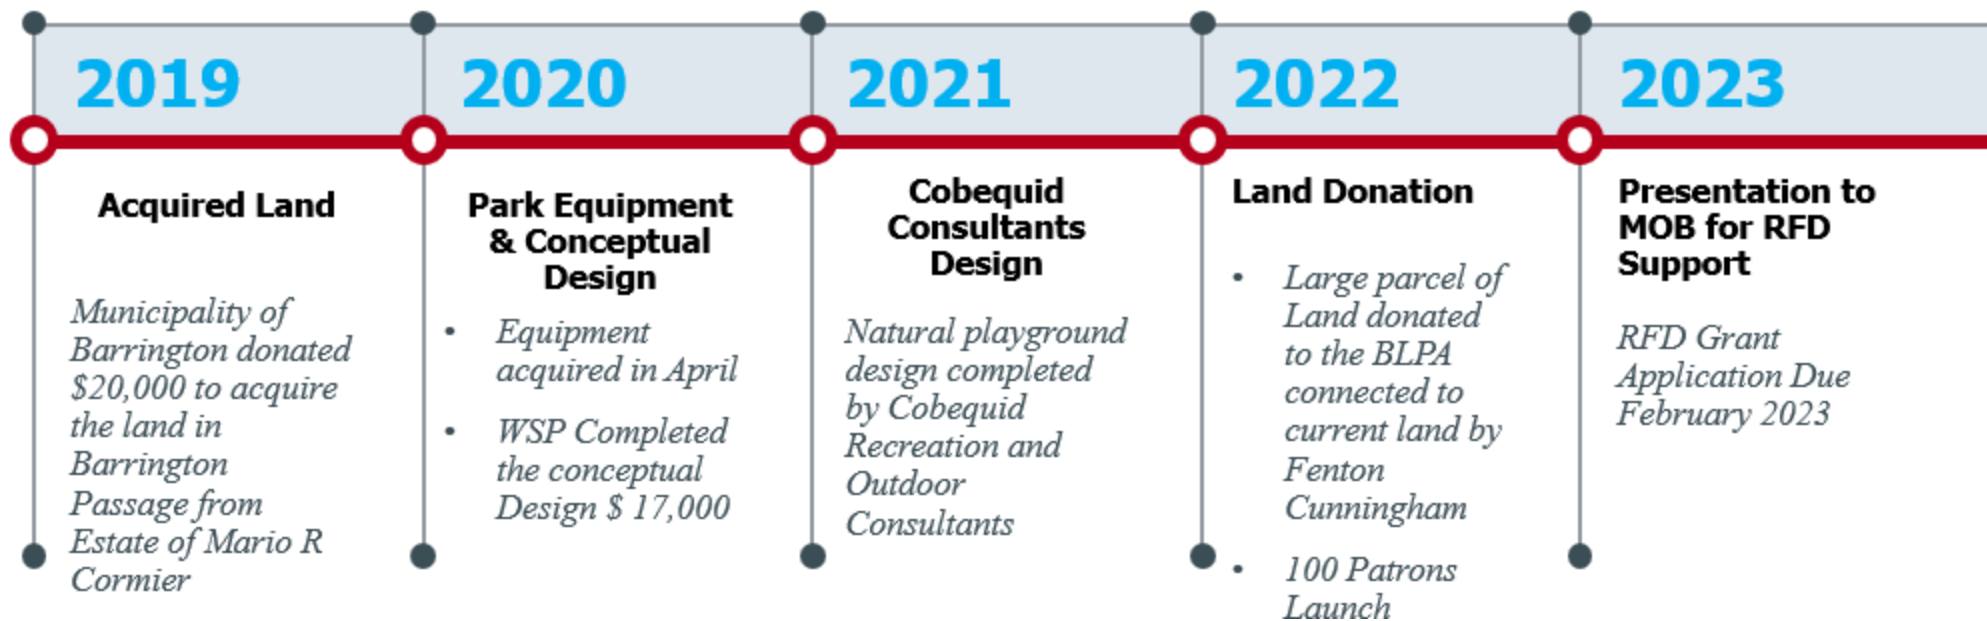 2019
Acquired Land
Municipality of
Barrington donated
$20,000 to acquire
the land in
Barrington
Passage from
Estate of Mario R
Cormier
2020
Park Equipment
& Conceptual
Design
• Equipment
acquired in April
• WSP Completed
the conceptual
Design $ 17,000
2021
Cobequid
Consultants
Design
Natural playground
design completed
by Cobequid
Recreation and
Outdoor
Consultants
2022
Land Donation
• Large parcel of
Land donated
to the BLPA
connected to
current land by
Fenton
Cunningham
• 100 Patrons
Launch
2023
Presentation to
MOB for RFD
Support
RFD Grant
Application Due
February 2023